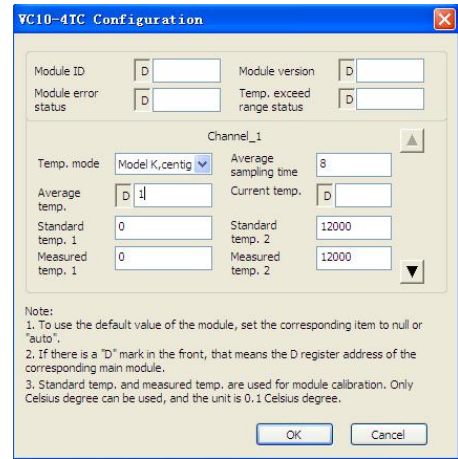 VC10-4TC Configuration
Module ID D Module version D
Module error status D Temp. exceed range status D
Channel_1
Temp. mode Model K,centig Average sampling time 8
Average temp. D 1 Current temp. D
Standard temp. 1 0 Standard temp. 2 12000
Measured temp. 1 0 Measured temp. 2 12000
Note:
1. To use the default value of the module, set the corresponding item to null or
"auto".
2. If there is a "D" mark in the front, that means the D register address of the
corresponding main module.
3. Standard temp. and measured temp. are used for module calibration. Only
Celsius degree can be used, and the unit is 0.1 Celsius degree.
OK Cancel